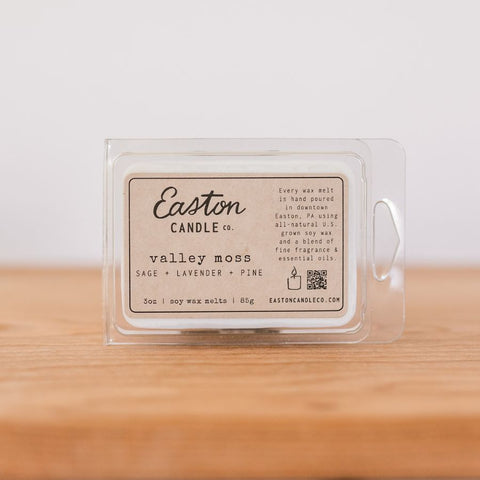 Easton
CANDLE CO.
valley moss
SAGE + LAVENDER + PINE
3oz | soy wax melts | 85g
Every wax melt
is hand poured
in downtown
Easton, PA using
all-natural U.S.
grown soy wax
and a blend of
fine fragrance &
essential oils.
EASTONCANDLECO.COM